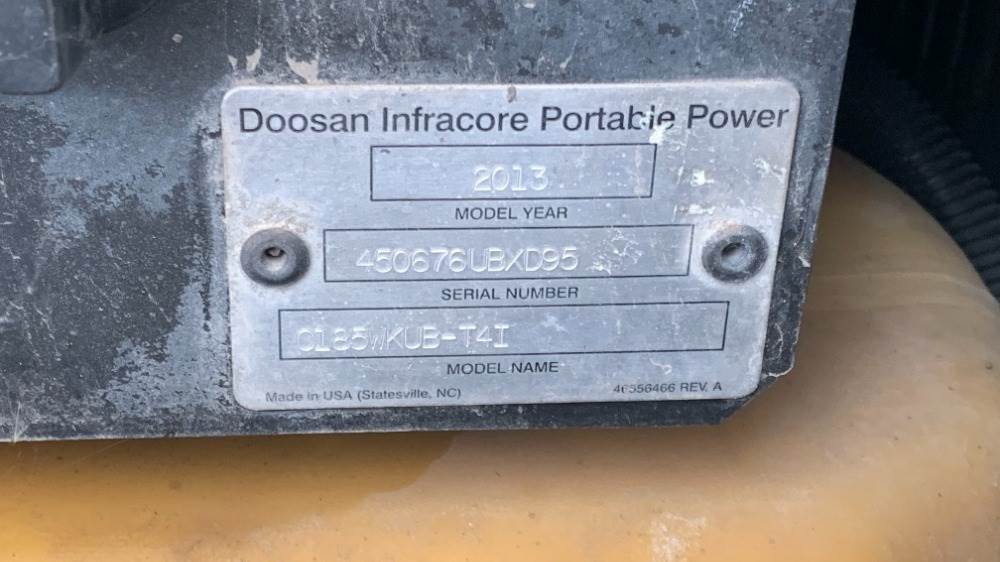 Doosan Infracore Portable Power
2013
MODEL YEAR
450676UBXD95
SERIAL NUMBER
C185WKUB-T4I
MODEL NAME
Made in USA (Statesville, NC)
46556466 REV. A